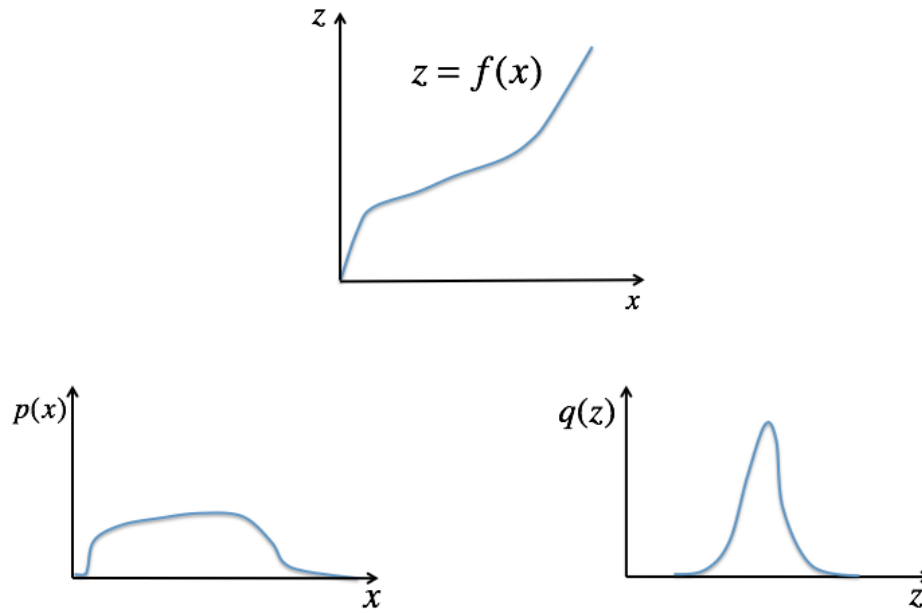 z
z = f(x)
x
p(x)
x
q(z)
z